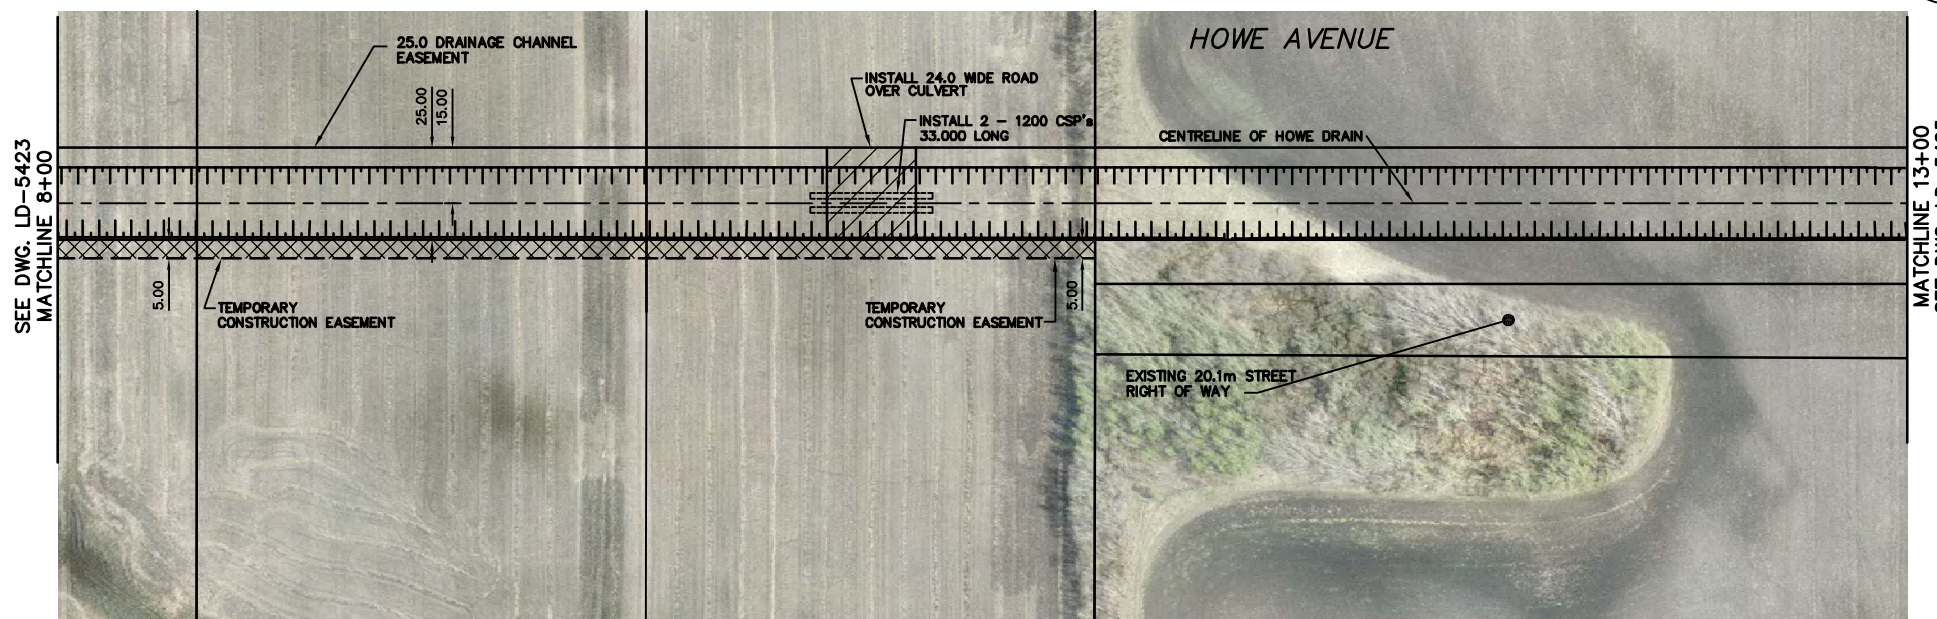 HOWE AVENUE
25.0 DRAINAGE CHANNEL
EASEMENT
INSTALL 24.0 WIDE ROAD
OVER CULVERT
25.00
15.00
INSTALL 2 - 1200 CSP's
33.000 LONG
CENTRELINE OF HOWE DRAIN
SEE DWG. LD-5423
MATCHLINE 8+00
MATCHLINE 13+00
5.00
TEMPORARY
CONSTRUCTION EASEMENT
TEMPORARY
CONSTRUCTION EASEMENT
5.00
EXISTING 20.1m STREET
RIGHT OF WAY